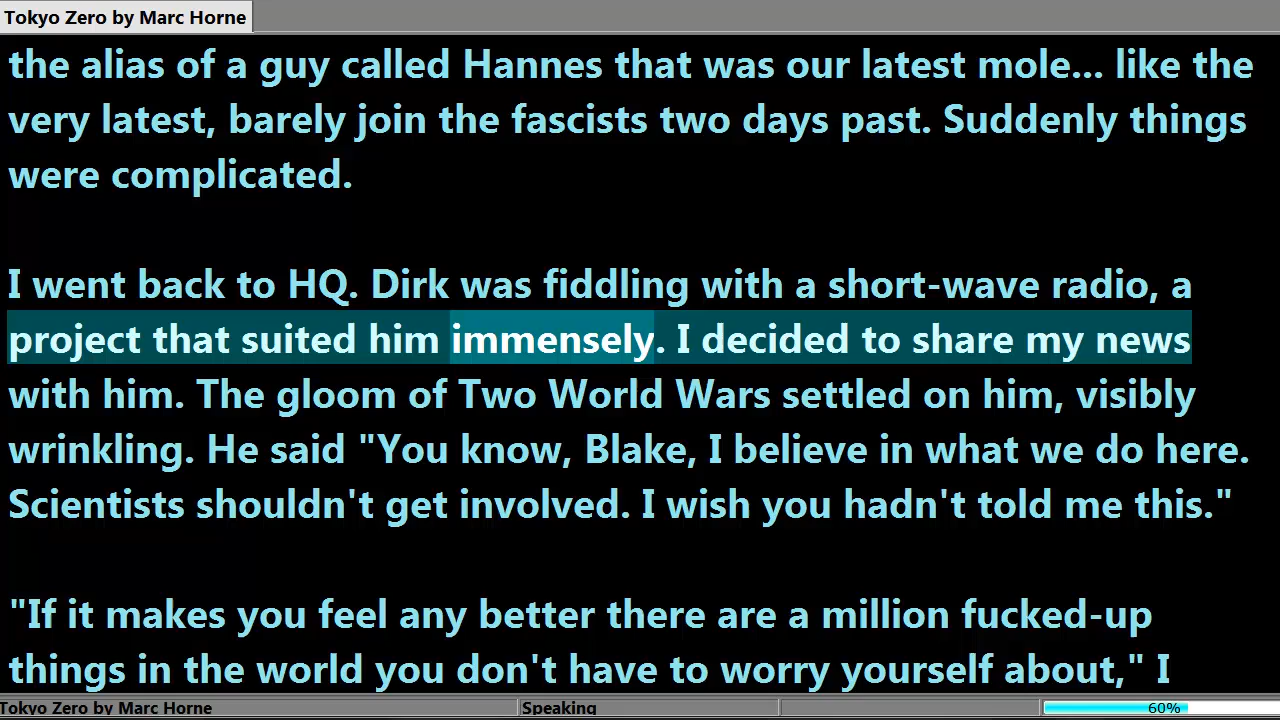 Tokyo Zero by Marc Horne
the alias of a guy called Hannes that was our latest mole... like the
very latest, barely join the fascists two days past. Suddenly things
were complicated.
I went back to HQ. Dirk was fiddling with a short-wave radio, a
project that suited him immensely. I decided to share my news
with him. The gloom of Two World Wars settled on him, visibly
wrinkling. He said "You know, Blake, I believe in what we do here.
Scientists shouldn't get involved. I wish you hadn't told me this."
"If it makes you feel any better there are a million fucked-up
things in the world you don't have to worry yourself about," I
Tokyo Zero by Marc Horne Speaking 60%